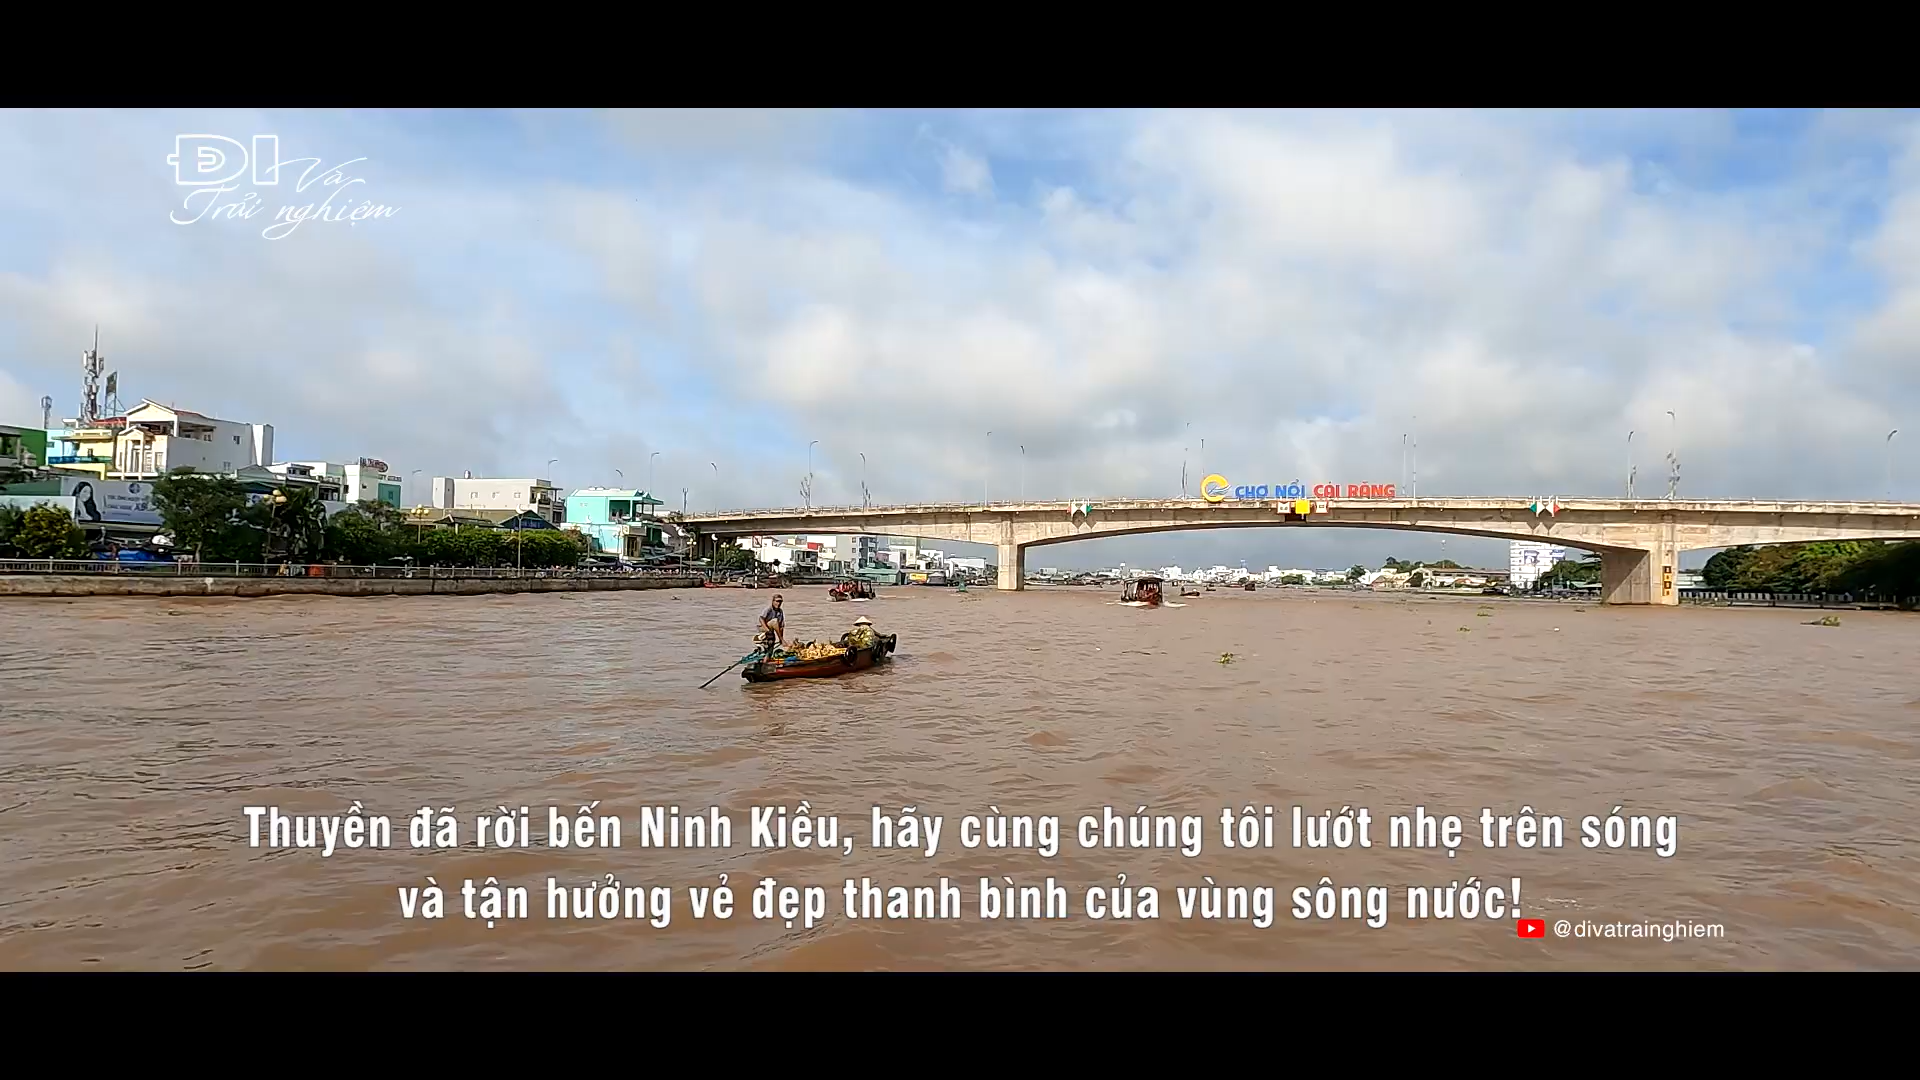 ĐI Và
Trải nghiệm
CHỢ NỔI CÁI RĂNG
Thuyền đã rời bến Ninh Kiều, hãy cùng chúng tôi lướt nhẹ trên sóng
và tận hưởng vẻ đẹp thanh bình của vùng sông nước!
@divatrainghiem